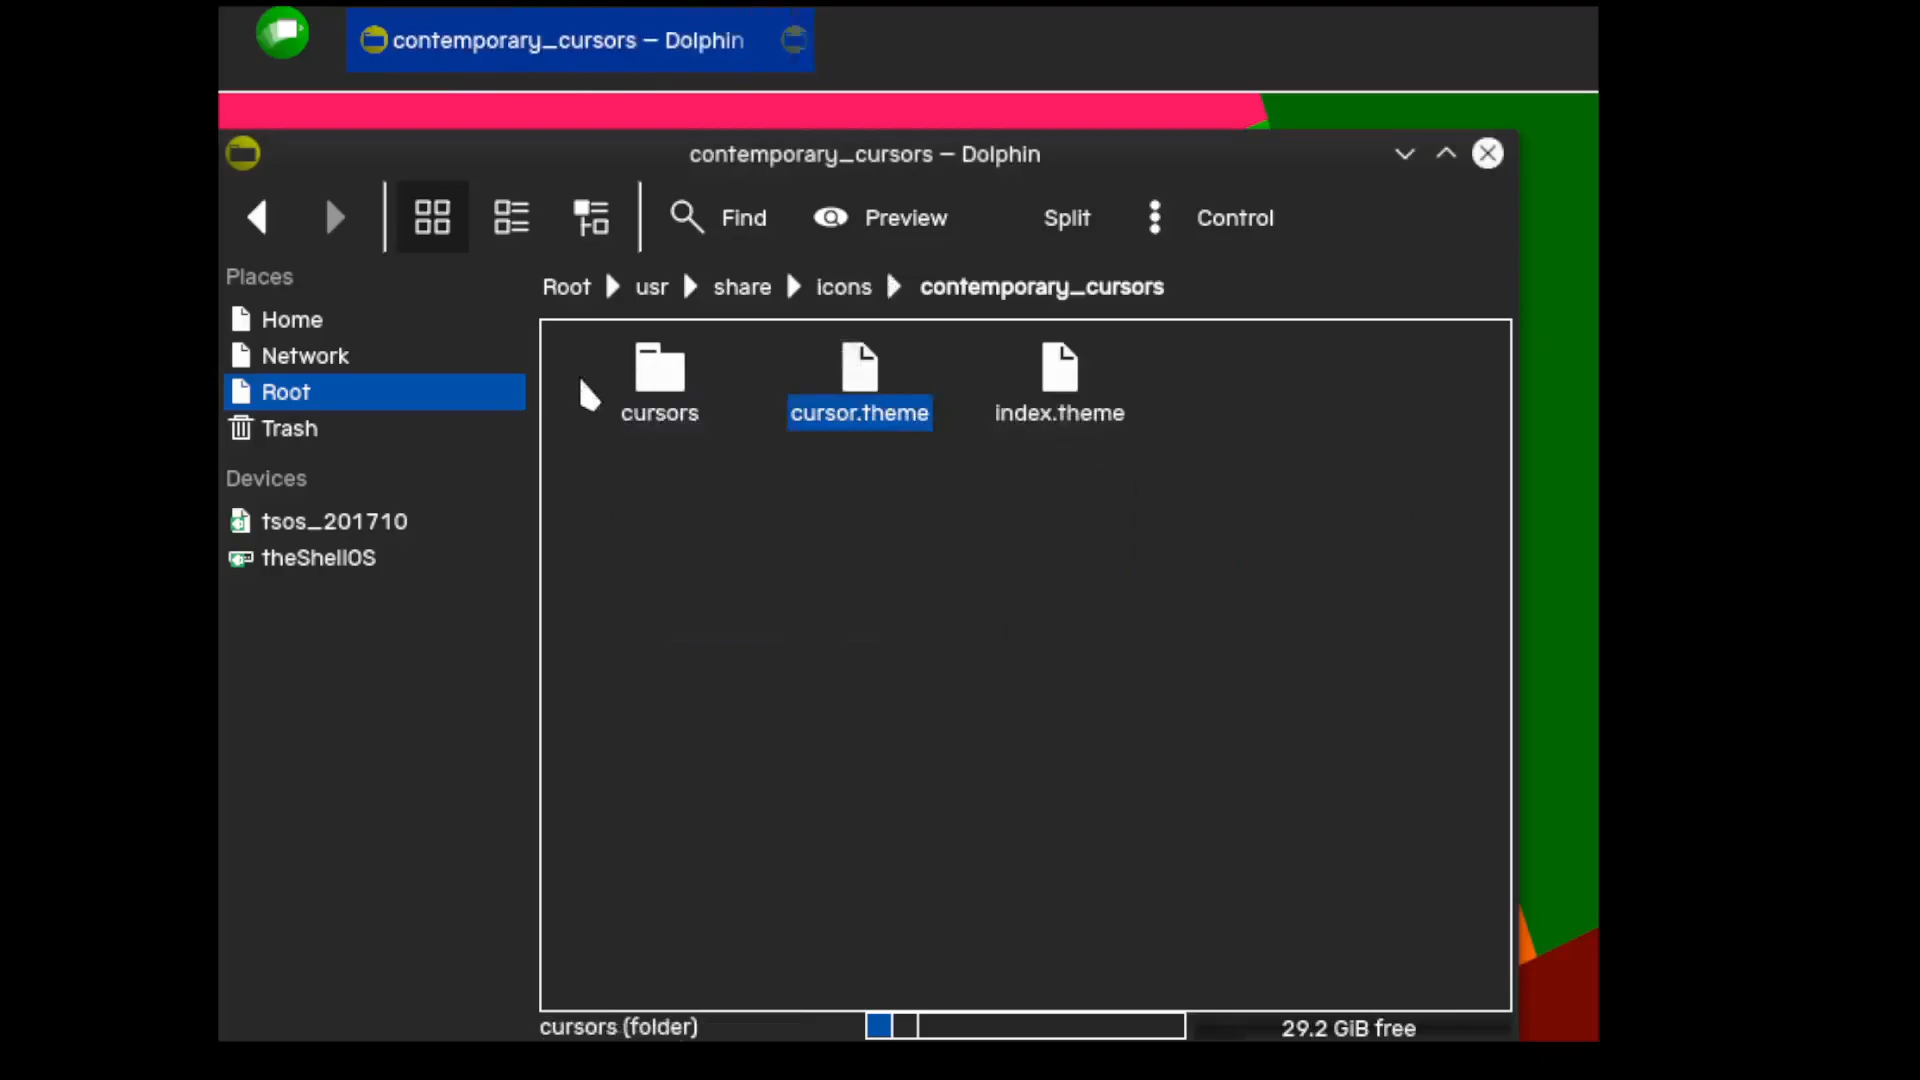 contemporary_cursors — Dolphin
contemporary_cursors — Dolphin
Find Preview Split Control
Places
Home
Network
Root
Trash
Devices
tsos_201710
theShellOS
Root usr share icons contemporary_cursors
cursors cursor.theme index.theme
cursors (folder) 29.2 GiB free